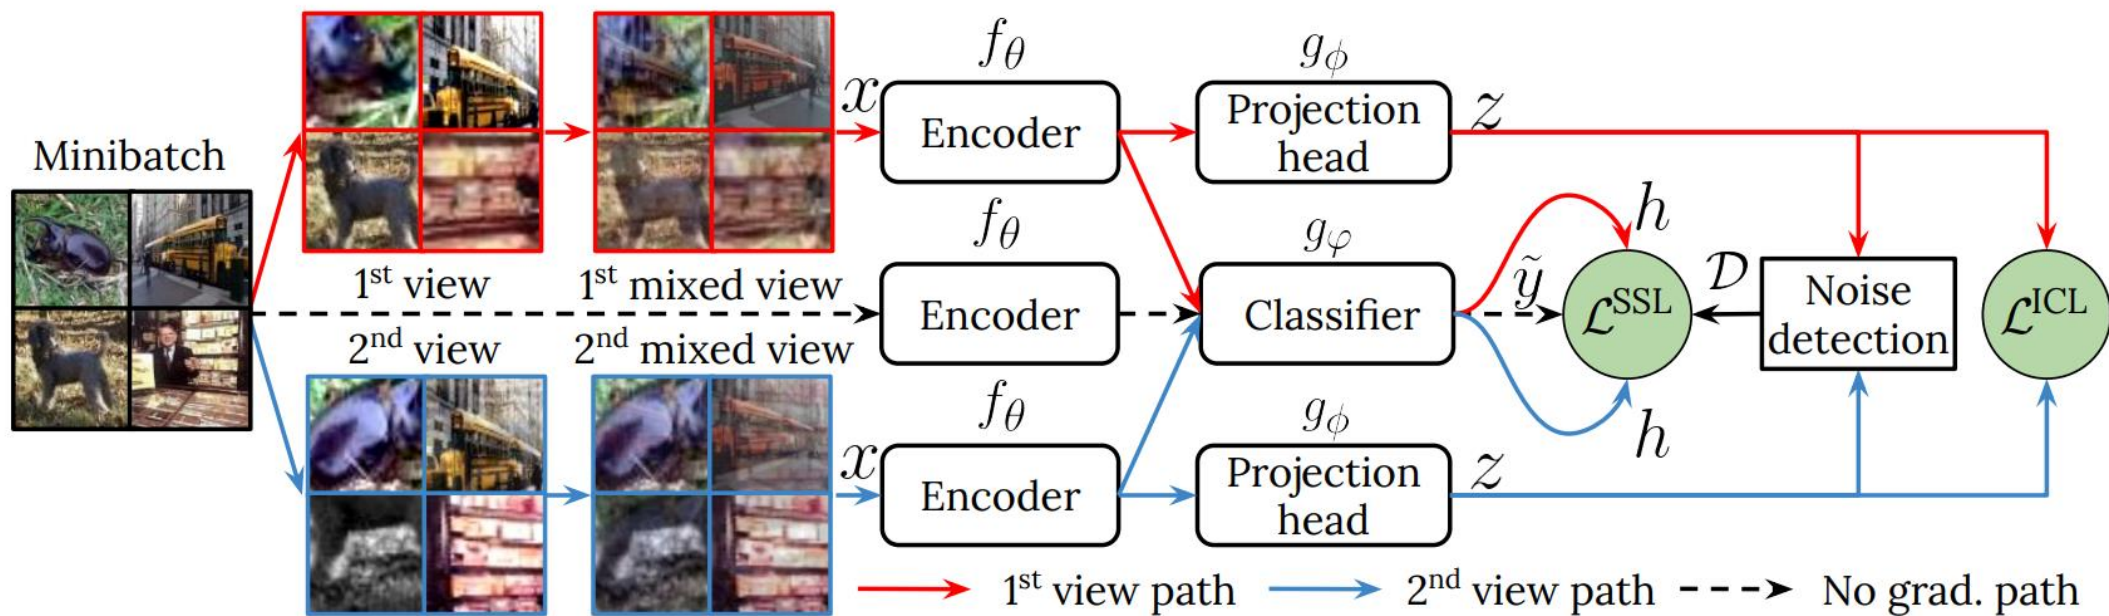 Minibatch
1st view
1st mixed view
2nd view
2nd mixed view
x
fθ
Encoder
gϕ
Projection
head
z
fθ
Encoder
gφ
Classifier
h
ỹ
ℒSSL
𝒟
Noise
detection
ℒICL
h
x
fθ
Encoder
gϕ
Projection
head
z
1st view path
2nd view path
No grad. path